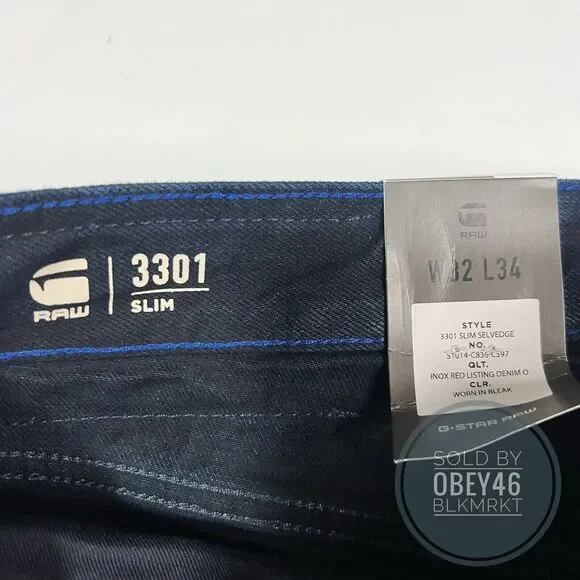 RAW
3301
SLIM
RAW
W32 L34
STYLE
3301 SLIM SELVEDGE
NO.
51014-C836-C597
QLT.
INOX RED LISTING DENIM O
CLR.
WORN IN BLEAK
G-STAR RAW
SOLD BY
OBEY46
BLKMRKT